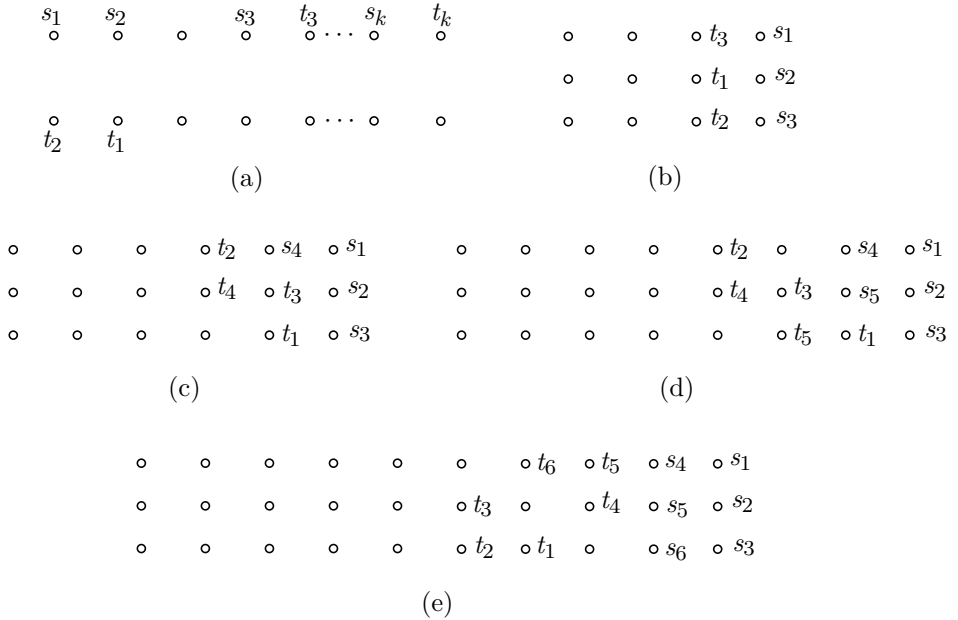 s₁ s₂ s₃ t₃ ··· sₖ tₖ
··· 
t₂ t₁
(a)
t₃ s₁
t₁ s₂
t₂ s₃
(b)
t₂ s₄ s₁
t₄ t₃ s₂
t₁ s₃
(c)
t₂ s₄ s₁
t₄ t₃ s₅ s₂
t₅ t₁ s₃
(d)
t₆ t₅ s₄ s₁
t₃ t₄ s₅ s₂
t₂ t₁ s₆ s₃
(e)